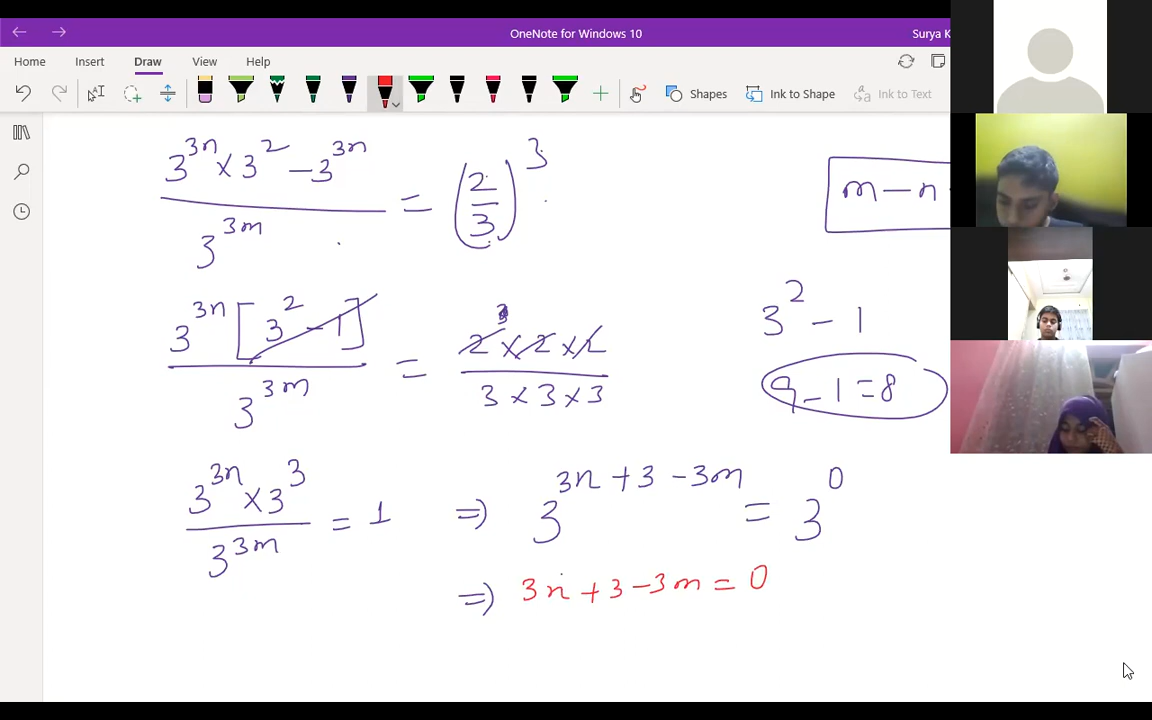 OneNote for Windows 10
Surya K
Home Insert Draw View Help
Shapes Ink to Shape Ink to Text
3^{3n} × 3^2 − 3^{3n} / 3^{3m} = (2/3)^3
m − n
3^{3n} [3^2 − 1] / 3^{3m} = 2 × 2 × 2 / 3 × 3 × 3
3^2 − 1
9 − 1 = 8
3^{3n} × 3^3 / 3^{3m} = 1 ⇒ 3^{3n + 3 − 3m} = 3^0
⇒ 3n + 3 − 3m = 0